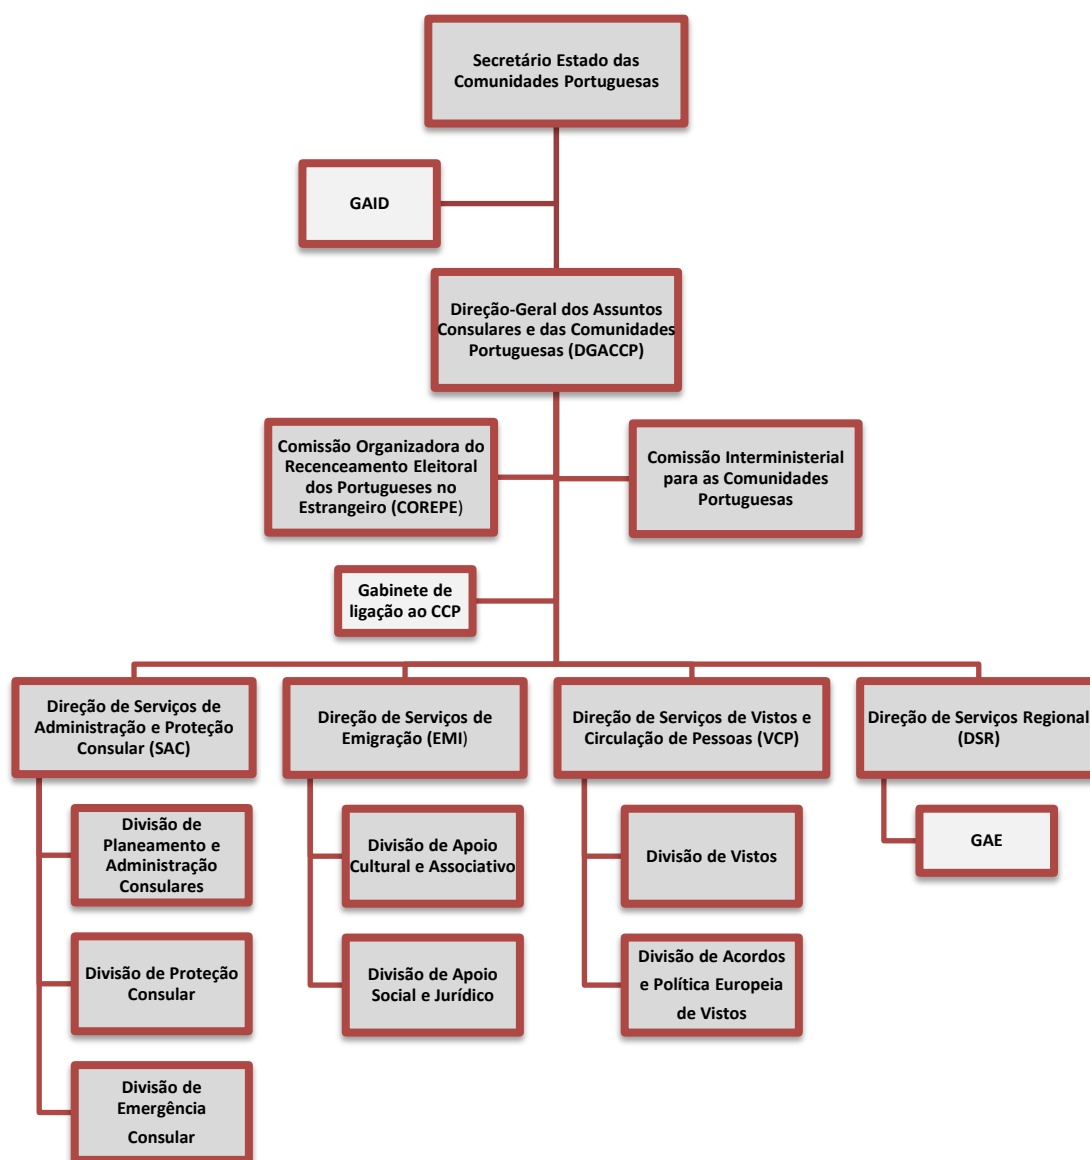 Secretário Estado das
Comunidades Portuguesas
GAID
Direção-Geral dos Assuntos
Consulares e das Comunidades
Portuguesas (DGACCP)
Comissão Organizadora do
Recenceamento Eleitoral
dos Portugueses no
Estrangeiro (COREPE)
Comissão Interministerial
para as Comunidades
Portuguesas
Gabinete de
ligação ao CCP
Direção de Serviços de
Administração e Proteção
Consular (SAC)
Direção de Serviços de
Emigração (EMI)
Direção de Serviços de Vistos e
Circulação de Pessoas (VCP)
Direção de Serviços Regional
(DSR)
Divisão de
Planeamento e
Administração
Consulares
Divisão de Apoio
Cultural e Associativo
Divisão de Vistos
GAE
Divisão de Proteção
Consular
Divisão de Apoio
Social e Jurídico
Divisão de Acordos
e Política Europeia
de Vistos
Divisão de
Emergência
Consular